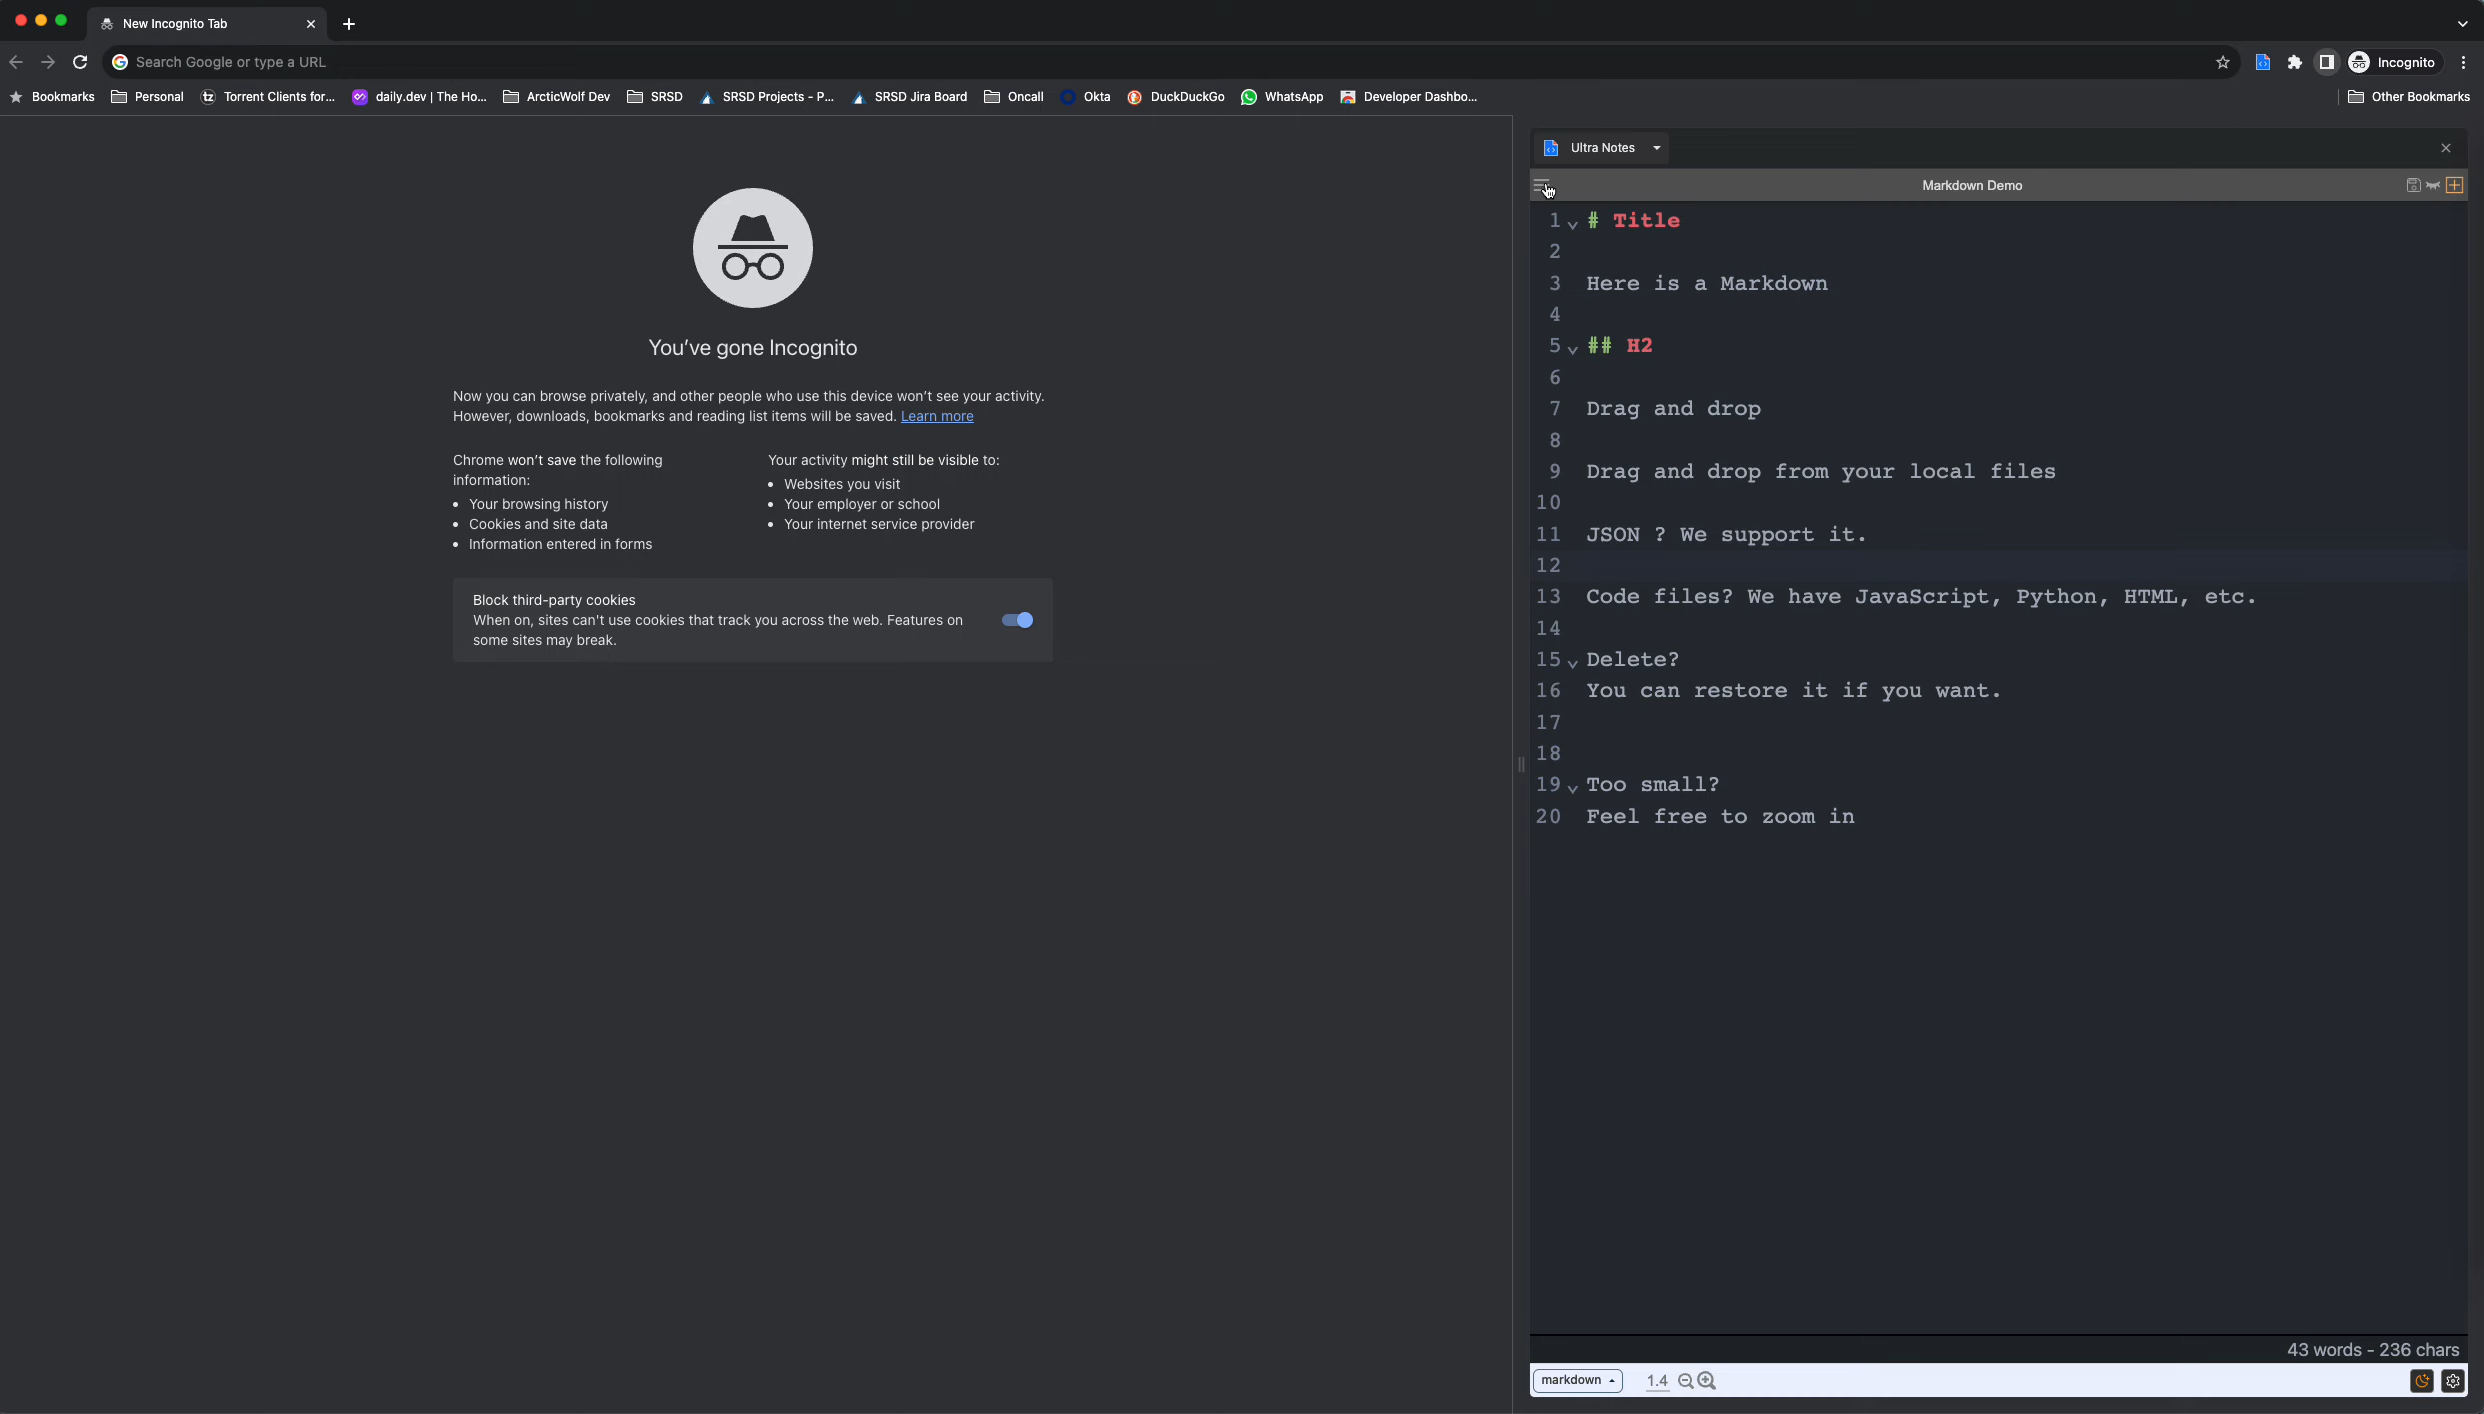 New Incognito Tab
Search Google or type a URL
Incognito
Bookmarks Personal Torrent Clients for... daily.dev | The Ho... ArcticWolf Dev SRSD SRSD Projects - P... SRSD Jira Board Oncall Okta DuckDuckGo WhatsApp Developer Dashbo... Other Bookmarks
You've gone Incognito
Now you can browse privately, and other people who use this device won't see your activity.
However, downloads, bookmarks and reading list items will be saved. Learn more
Chrome won't save the following
information:
• Your browsing history
• Cookies and site data
• Information entered in forms
Your activity might still be visible to:
• Websites you visit
• Your employer or school
• Your internet service provider
Block third-party cookies
When on, sites can't use cookies that track you across the web. Features on
some sites may break.
Ultra Notes
Markdown Demo
1 # Title
2
3 Here is a Markdown
4
5 ## H2
6
7 Drag and drop
8
9 Drag and drop from your local files
10
11 JSON ? We support it.
12
13 Code files? We have JavaScript, Python, HTML, etc.
14
15 Delete?
16 You can restore it if you want.
17
18
19 Too small?
20 Feel free to zoom in
43 words - 236 chars
markdown 1.4